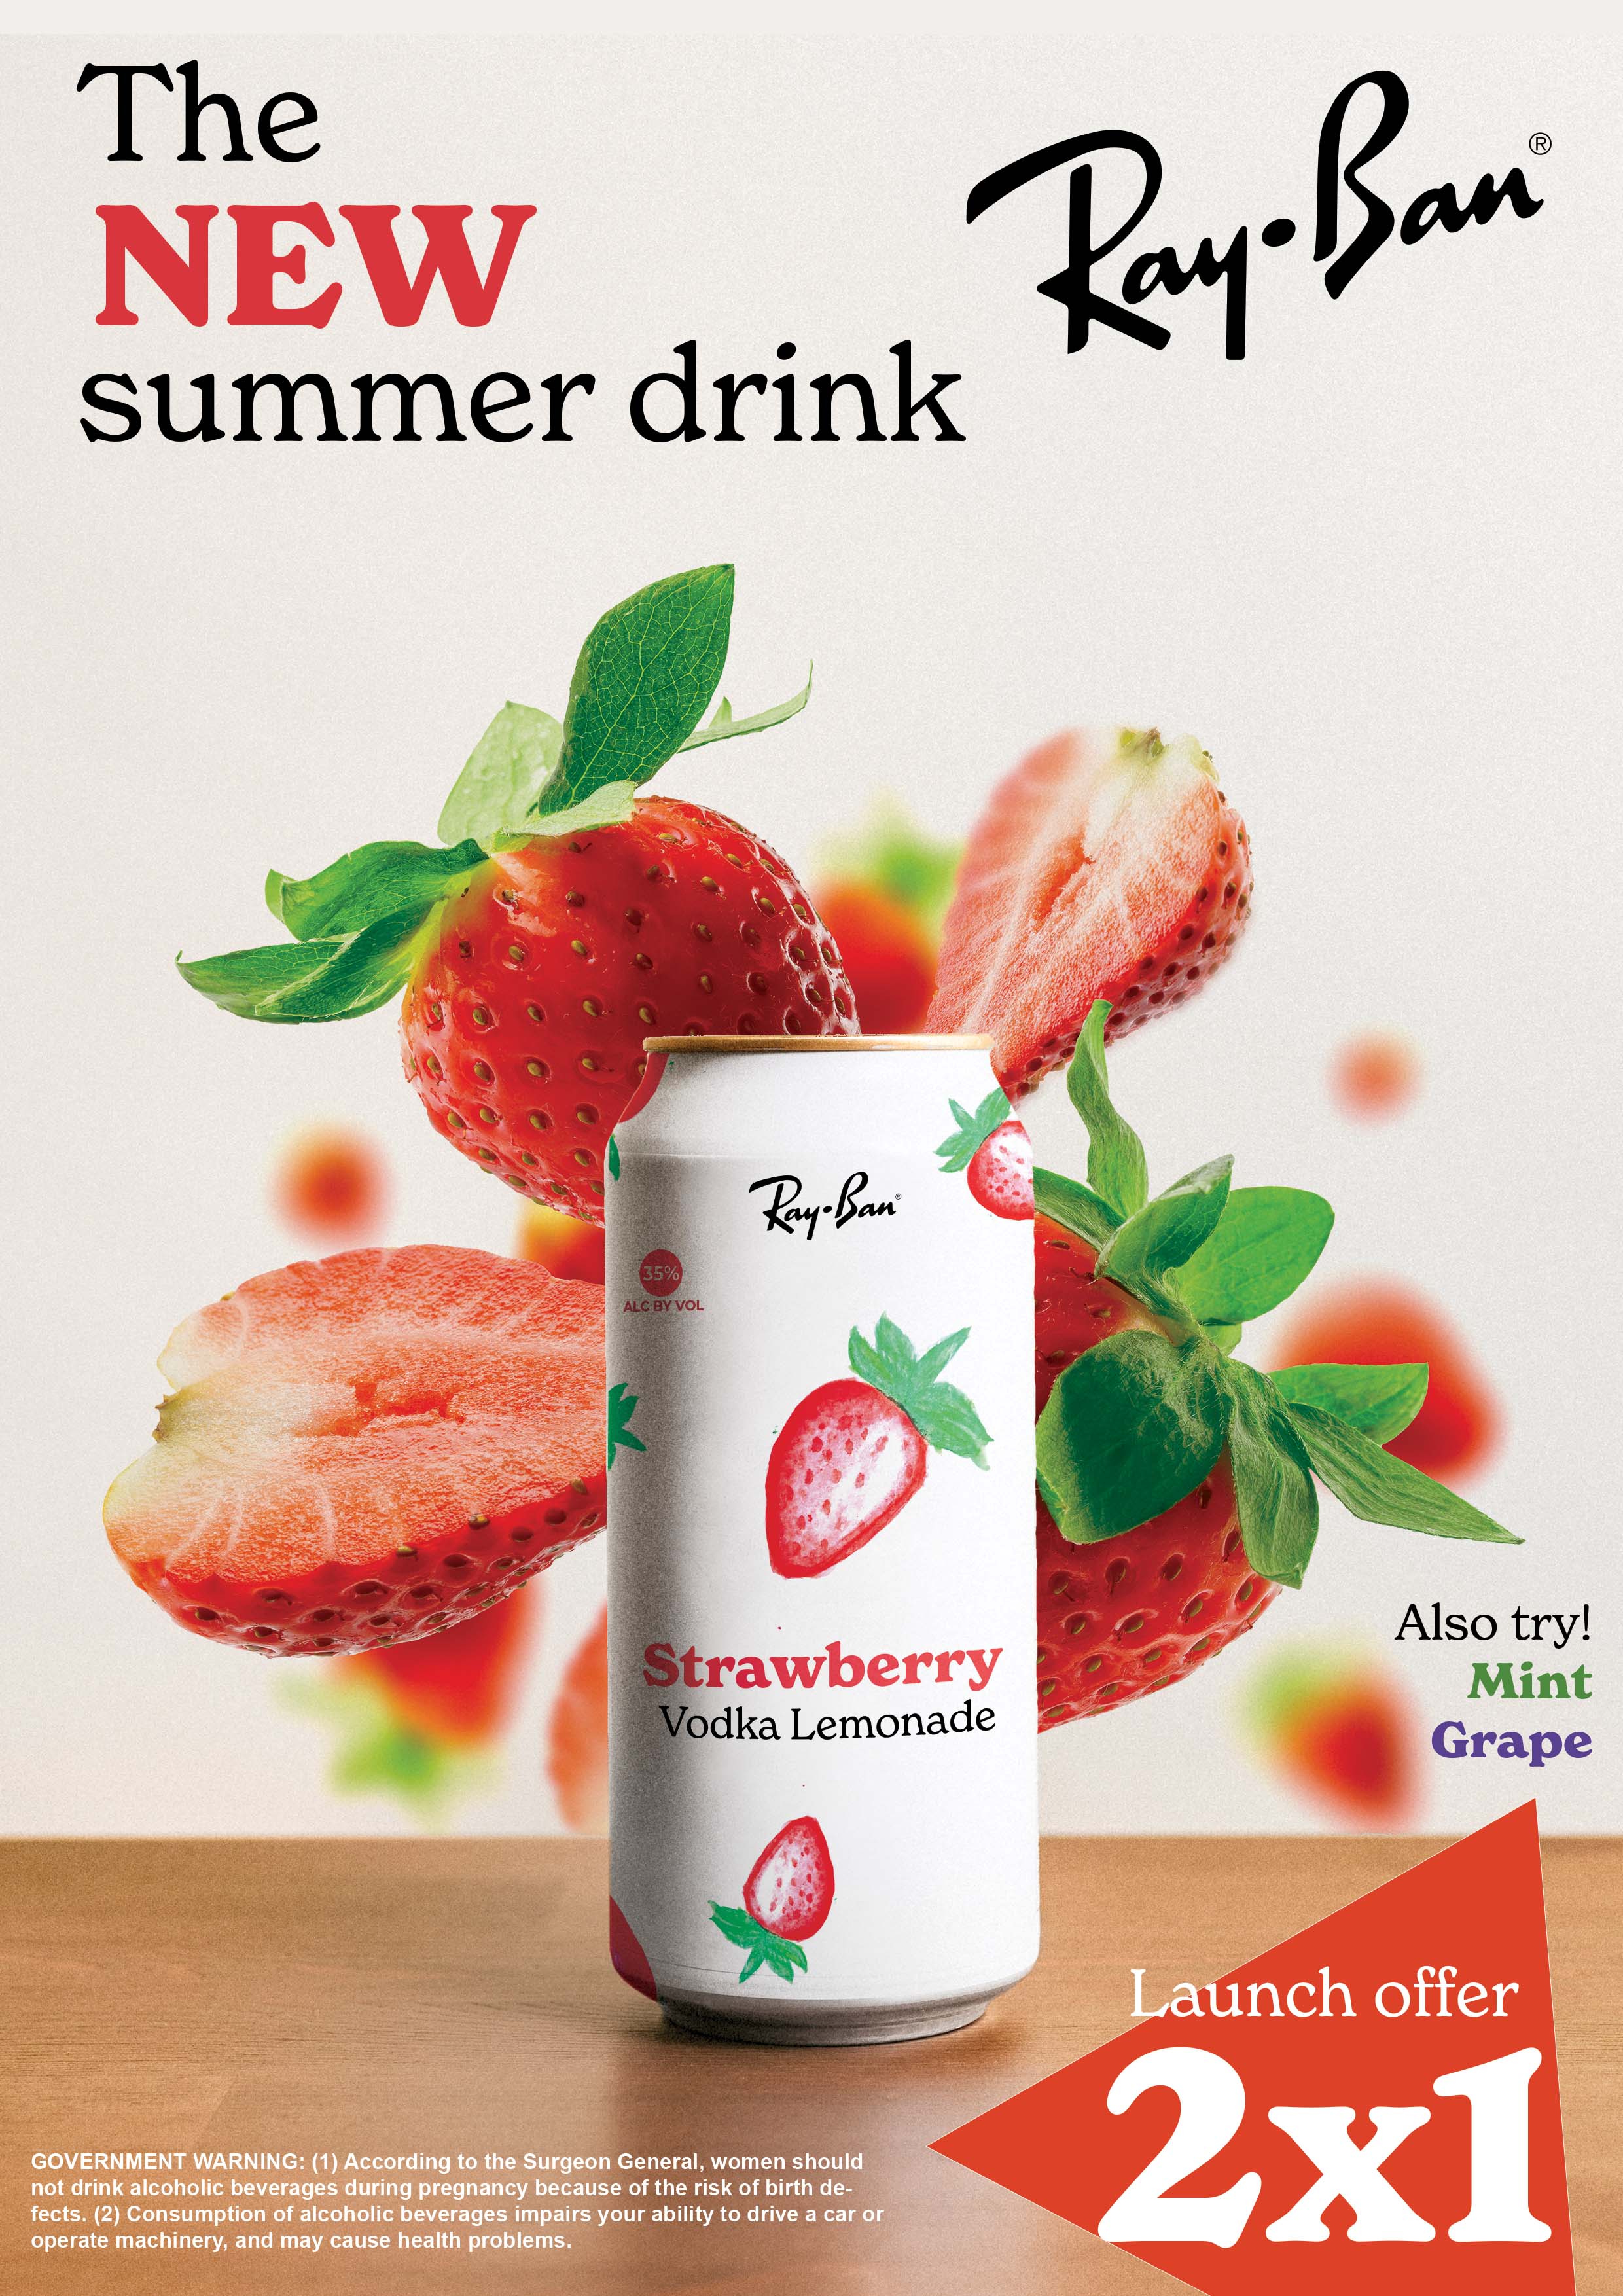 The
NEW
summer drink
Ray-Ban®
Ray-Ban®
35%
ALC BY VOL
Strawberry
Vodka Lemonade
Also try!
Mint
Grape
Launch offer
2x1
GOVERNMENT WARNING: (1) According to the Surgeon General, women should
not drink alcoholic beverages during pregnancy because of the risk of birth de-
fects. (2) Consumption of alcoholic beverages impairs your ability to drive a car or
operate machinery, and may cause health problems.